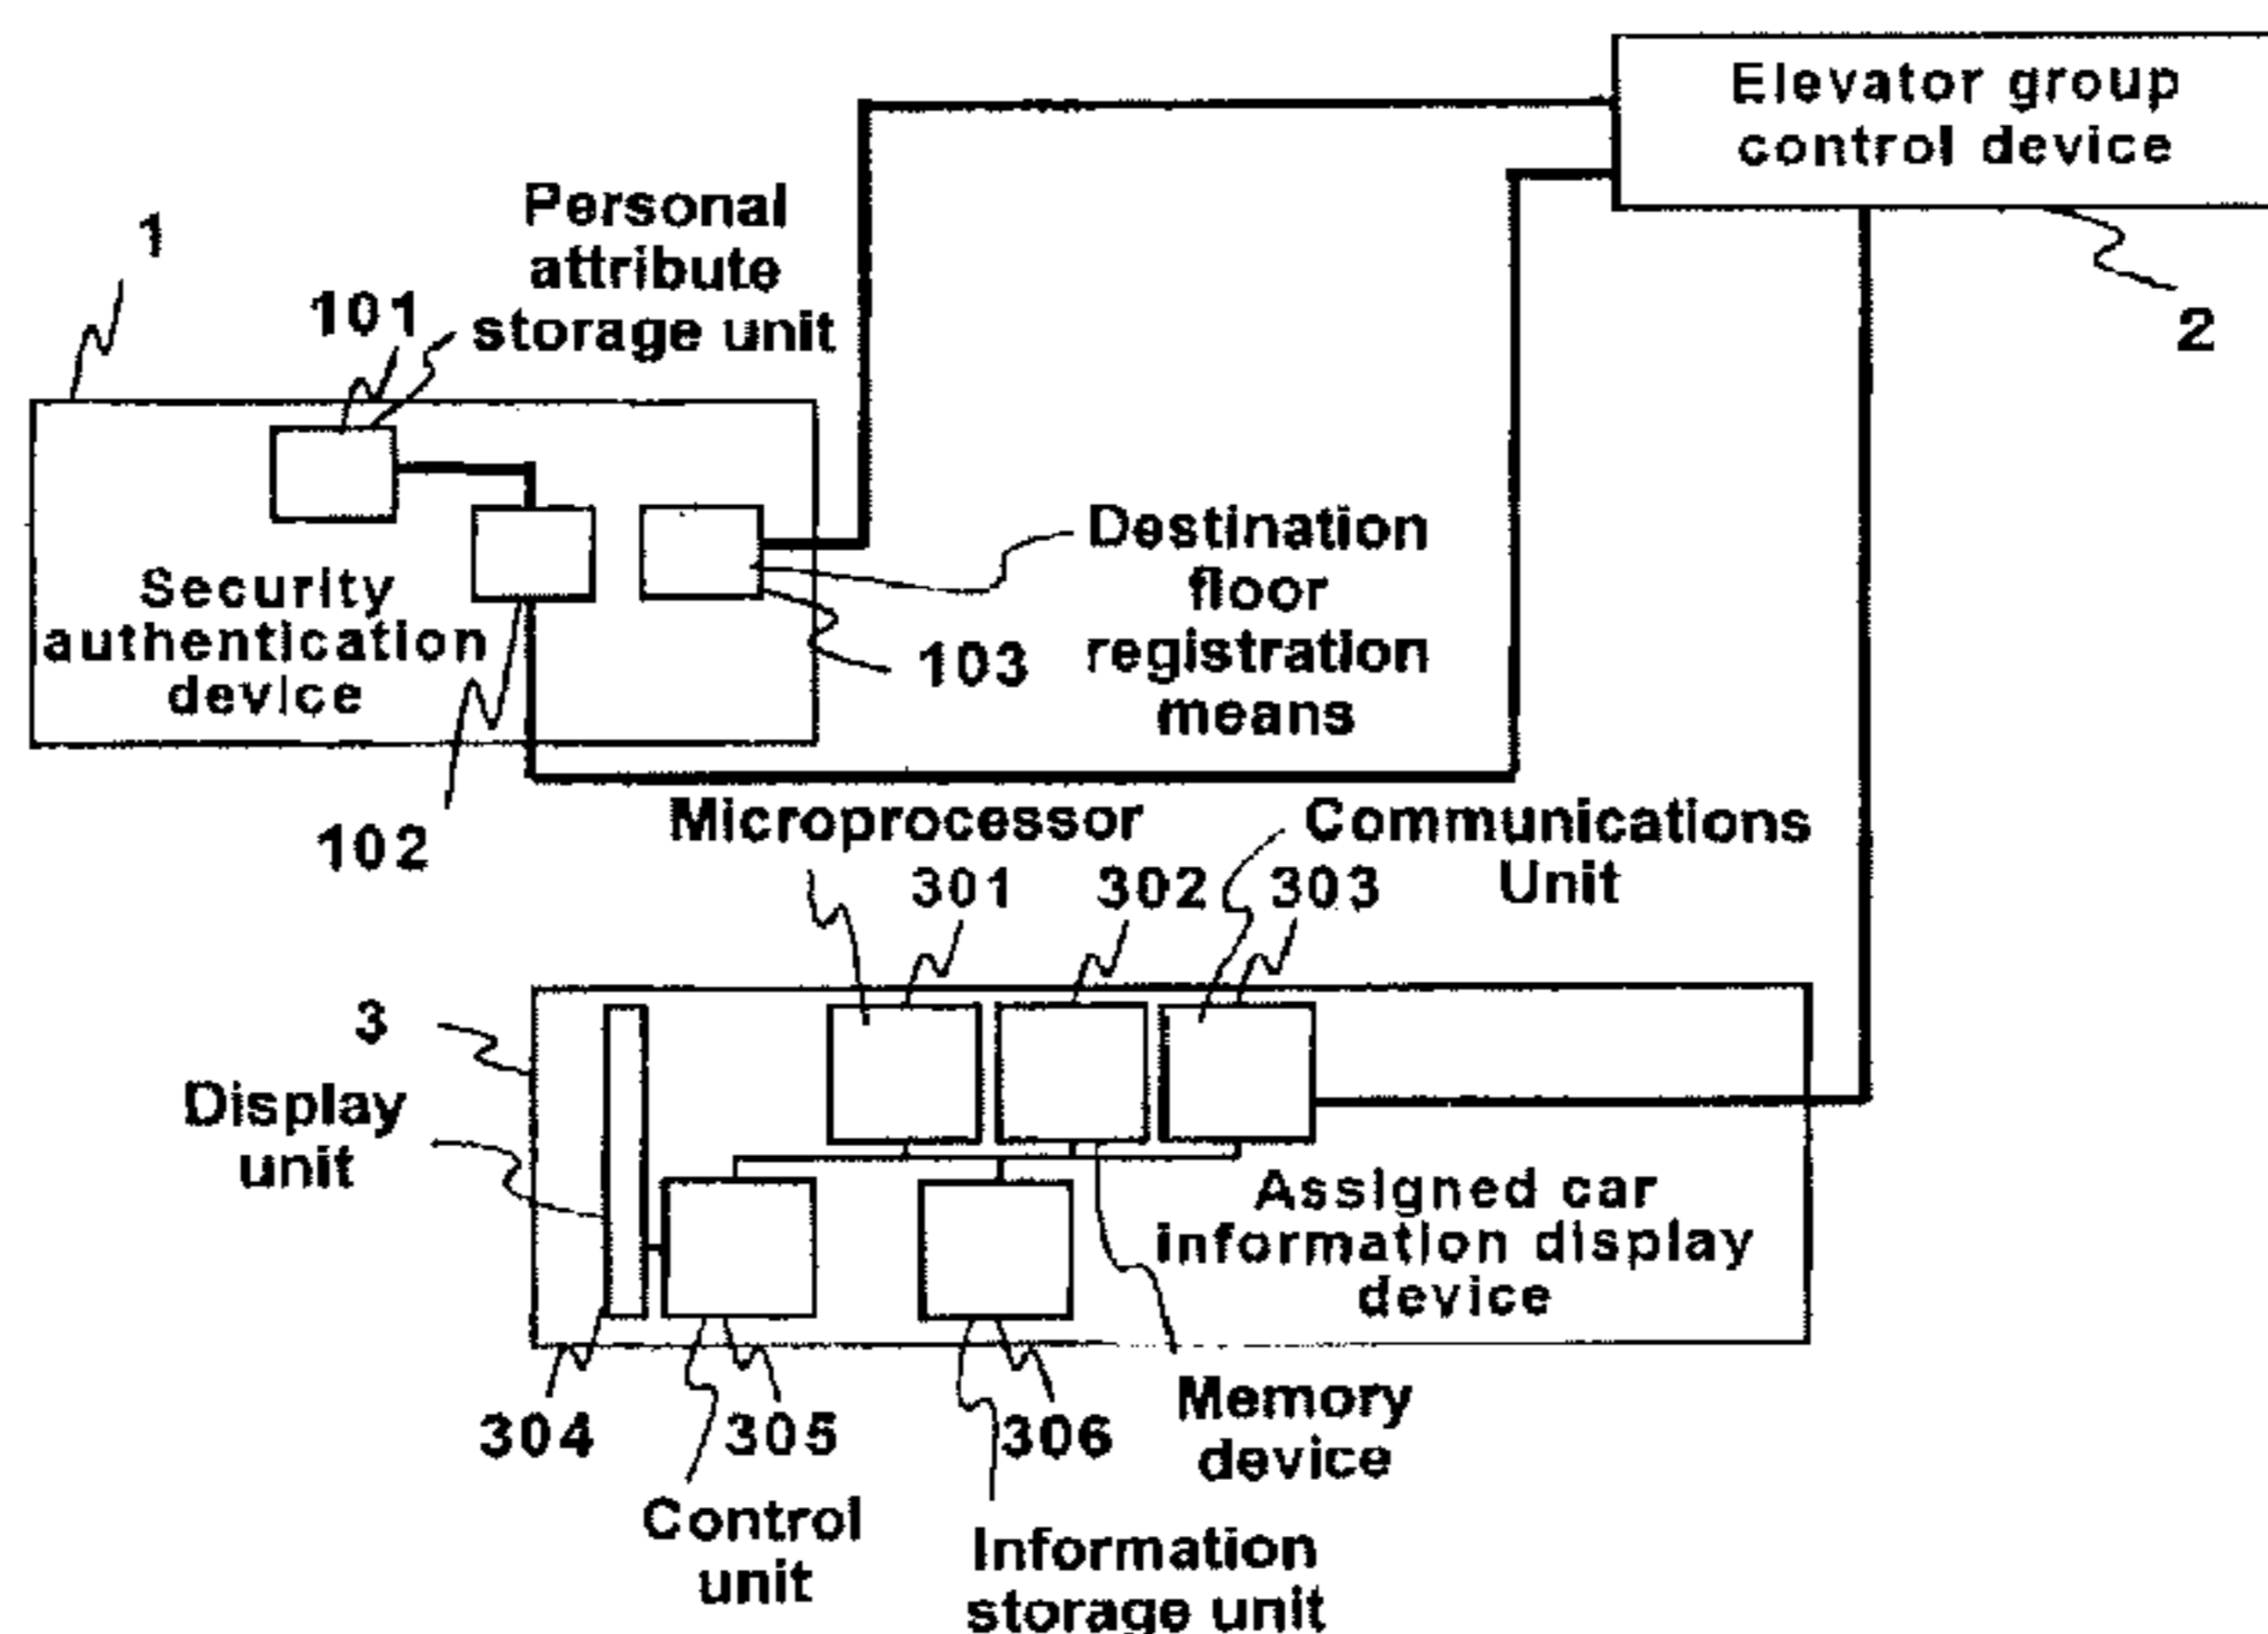 Elevator group
control device
2
1
Personal
attribute
storage unit
101
Security
authentication
device
102
103
Destination
floor
registration
means
Microprocessor
301
302
303
Communications
Unit
3
Display
unit
Assigned car
information display
device
304
305
306
Memory
device
Control
unit
Information
storage unit